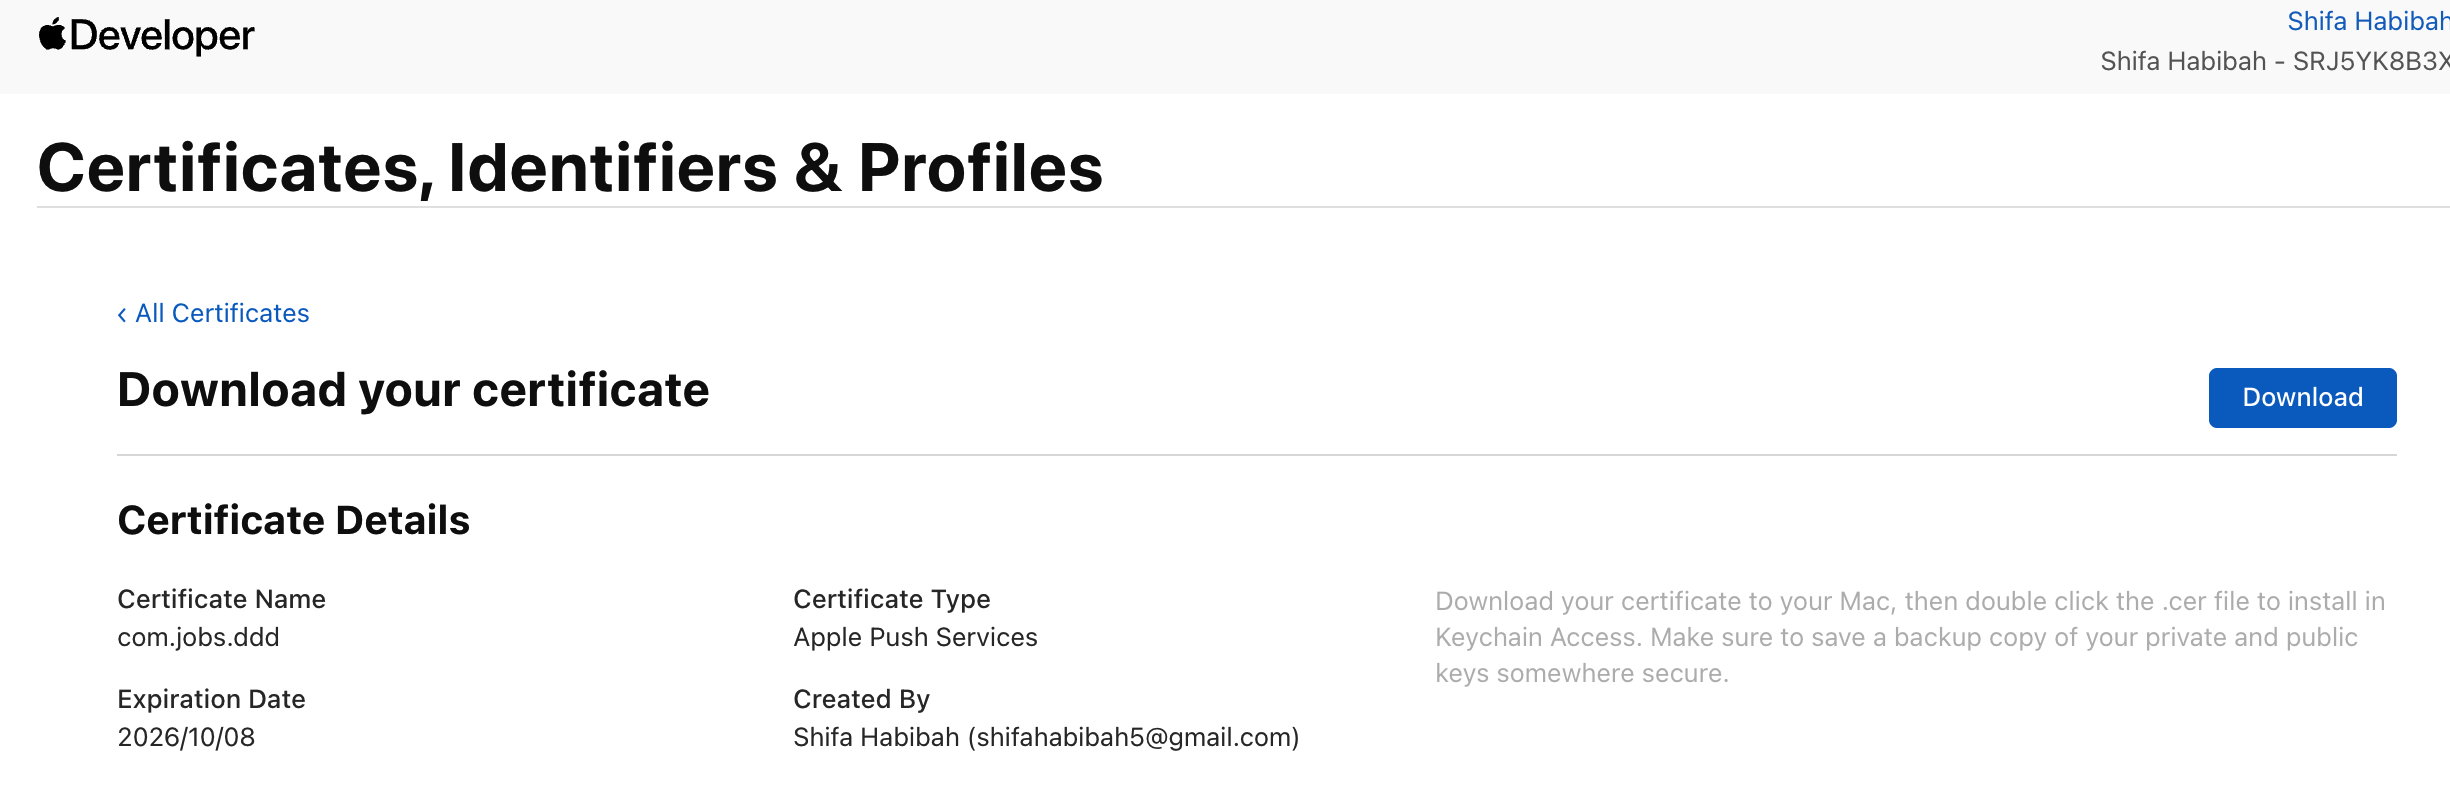 Developer
Shifa Habibah
Shifa Habibah - SRJ5YK8B3X
Certificates, Identifiers & Profiles
‹ All Certificates
Download your certificate
Download
Certificate Details
Certificate Name
com.jobs.ddd
Certificate Type
Apple Push Services
Download your certificate to your Mac, then double click the .cer file to install in
Keychain Access. Make sure to save a backup copy of your private and public
keys somewhere secure.
Expiration Date
2026/10/08
Created By
Shifa Habibah (shifahabibah5@gmail.com)